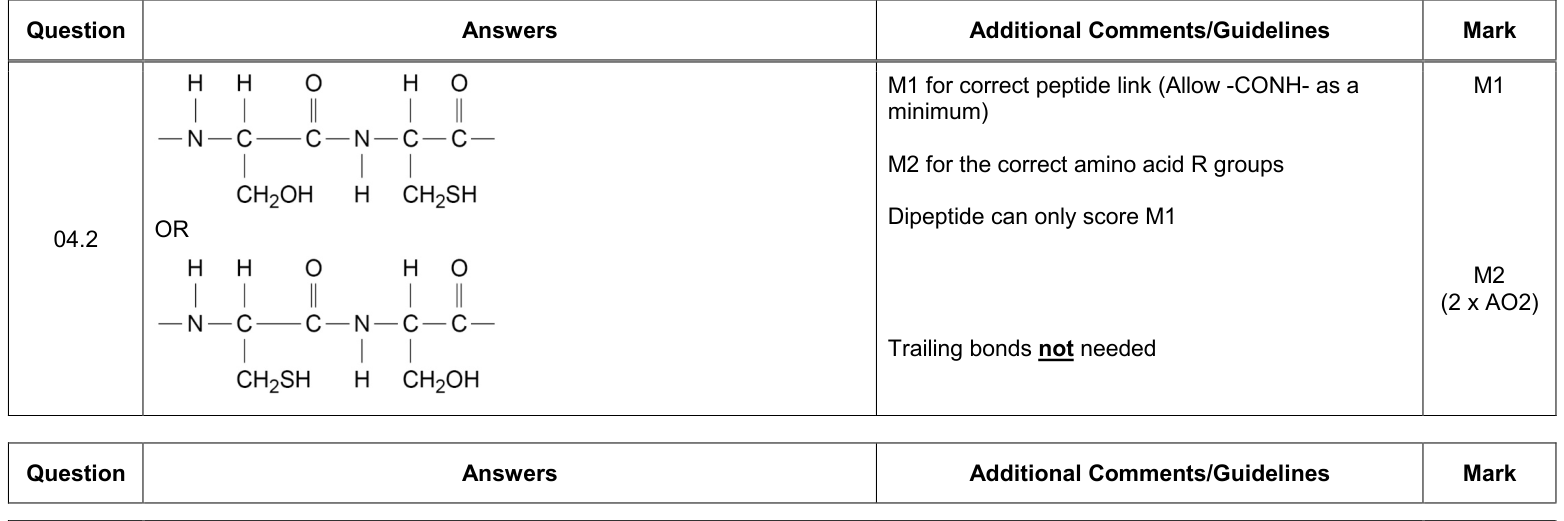 Question Answers Additional Comments/Guidelines Mark
04.2
H H O H O
— N — C — C — N — C — C —
CH₂OH H CH₂SH
OR
H H O H O
— N — C — C — N — C — C —
CH₂SH H CH₂OH
M1 for correct peptide link (Allow -CONH- as a
minimum)
M2 for the correct amino acid R groups
Dipeptide can only score M1
Trailing bonds not needed
M1
M2
(2 x AO2)
Question Answers Additional Comments/Guidelines Mark